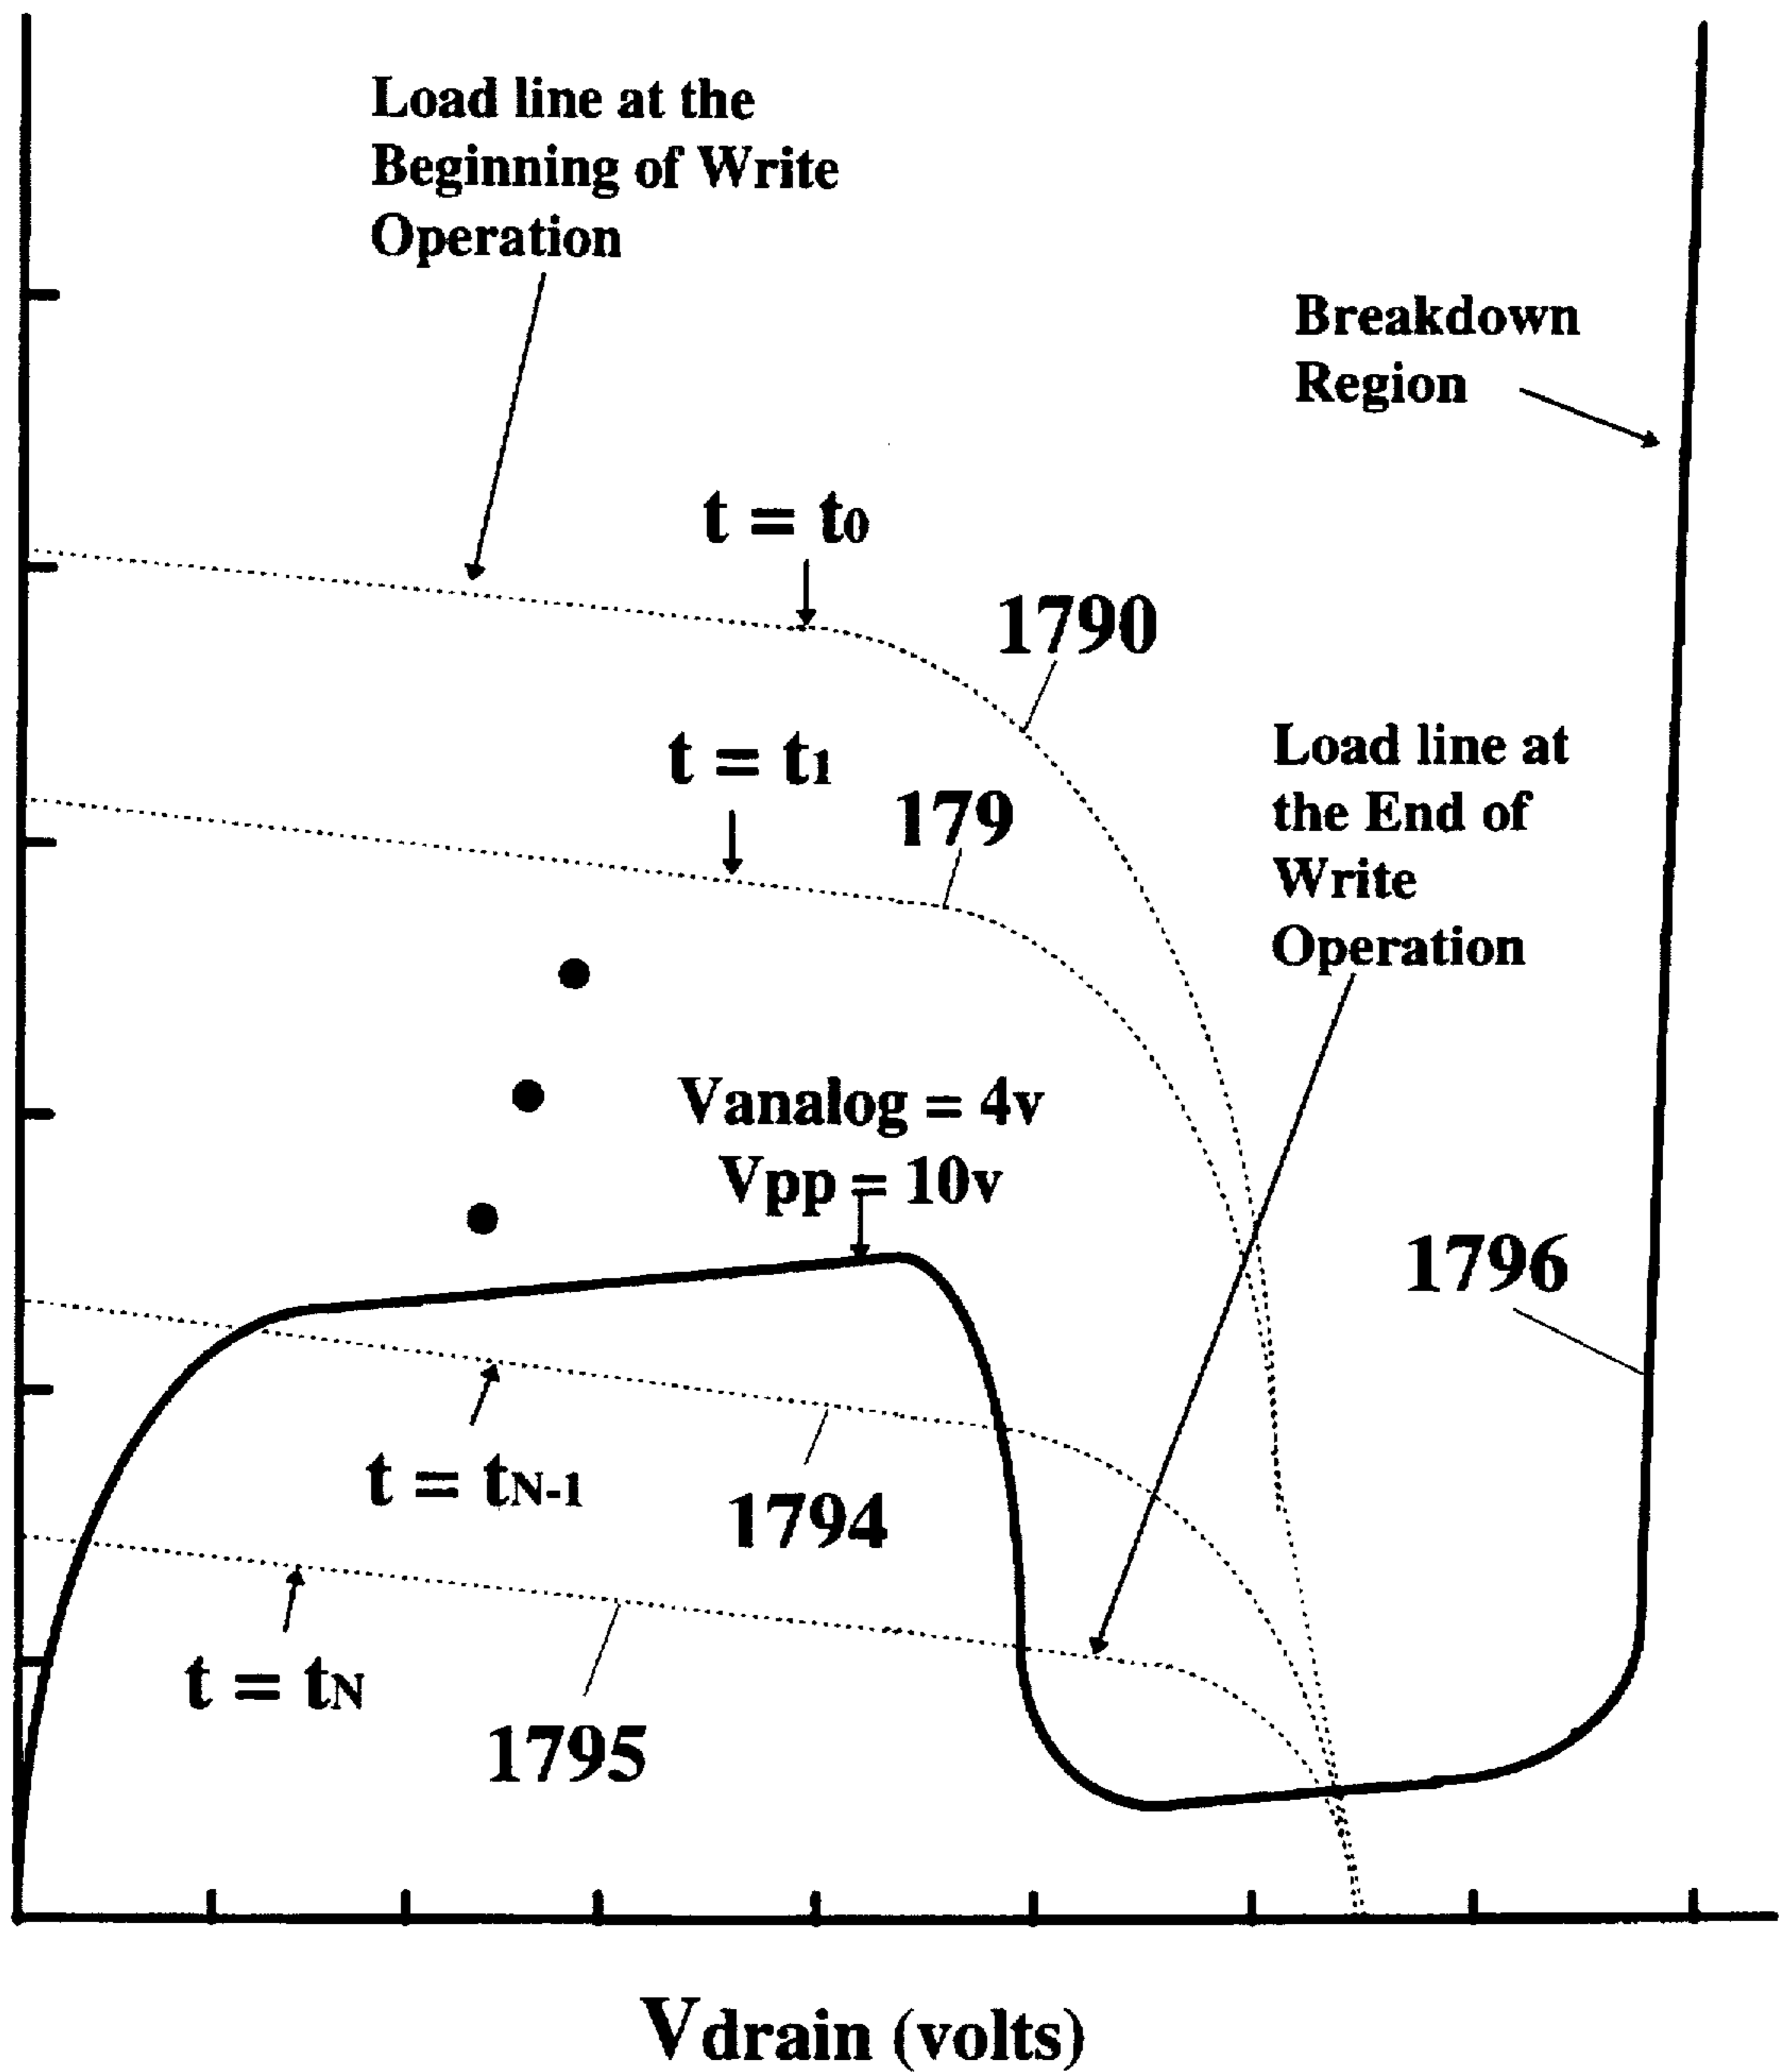 Load line at the
Beginning of Write
Operation
Breakdown
Region
t = t0
1790
t = t1
179
Load line at
the End of
Write
Operation
Vanalog = 4v
Vpp = 10v
1796
t = tN-1
1794
t = tN
1795
Vdrain (volts)